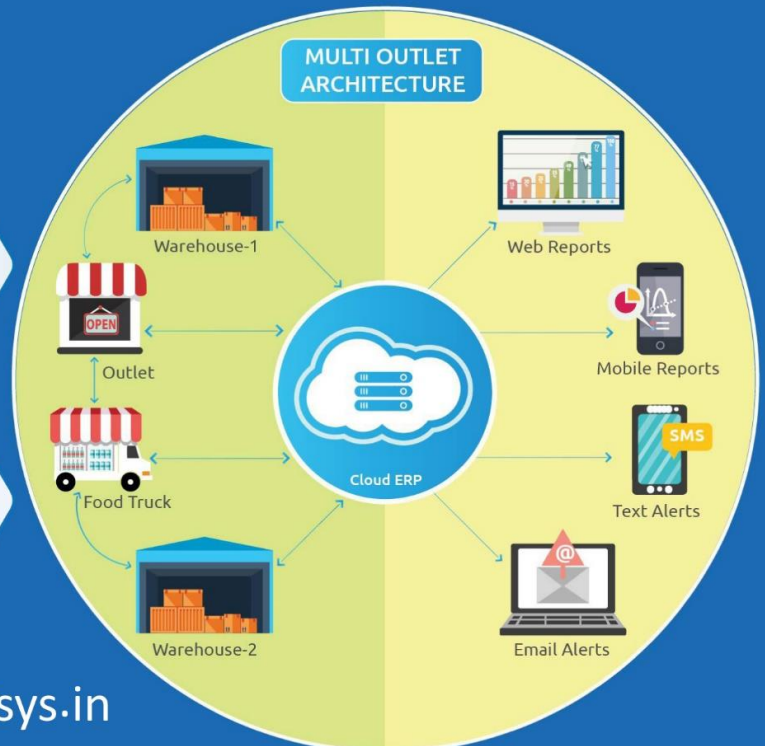 MULTI OUTLET
ARCHITECTURE
Warehouse-1
Web Reports
OPEN
Outlet
Mobile Reports
SMS
Cloud ERP
Food Truck
Text Alerts
@
Warehouse-2
Email Alerts
sys.in